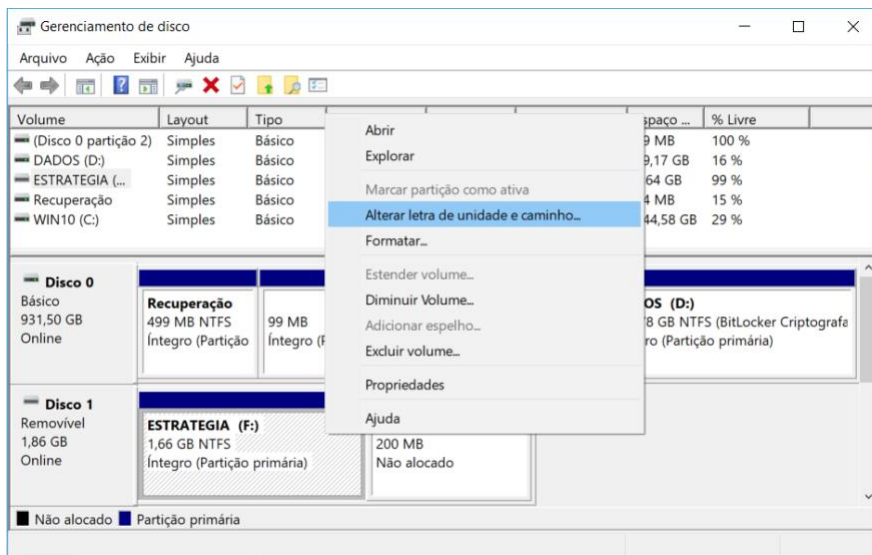 Gerenciamento de disco
Arquivo Ação Exibir Ajuda
Volume Layout Tipo spaço ... % Livre
(Disco 0 partição 2) Simples Básico 9 MB 100 %
DADOS (D:) Simples Básico 9,17 GB 16 %
ESTRATEGIA (... Simples Básico 64 GB 99 %
Recuperação Simples Básico 4 MB 15 %
WIN10 (C:) Simples Básico 44,58 GB 29 %
Abrir
Explorar
Marcar partição como ativa
Alterar letra de unidade e caminho...
Formatar...
Estender volume...
Diminuir Volume...
Adicionar espelho...
Excluir volume...
Propriedades
Ajuda
Disco 0
Básico
931,50 GB
Online
Recuperação
499 MB NTFS
Íntegro (Partição
99 MB
Íntegro (P
OS (D:)
8 GB NTFS (BitLocker Criptografa
ro (Partição primária)
Disco 1
Removível
1,86 GB
Online
ESTRATEGIA (F:)
1,66 GB NTFS
Íntegro (Partição primária)
200 MB
Não alocado
Não alocado Partição primária